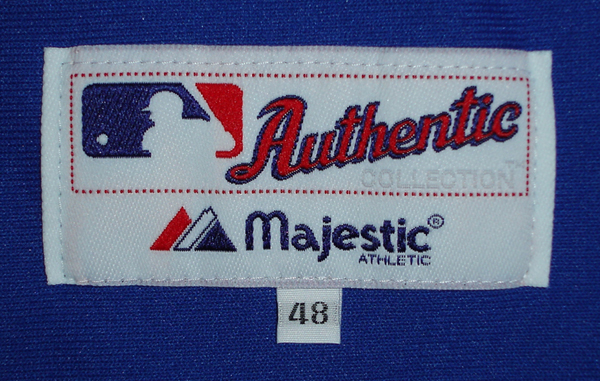 Authentic
COLLECTION
Majestic®
ATHLETIC
48